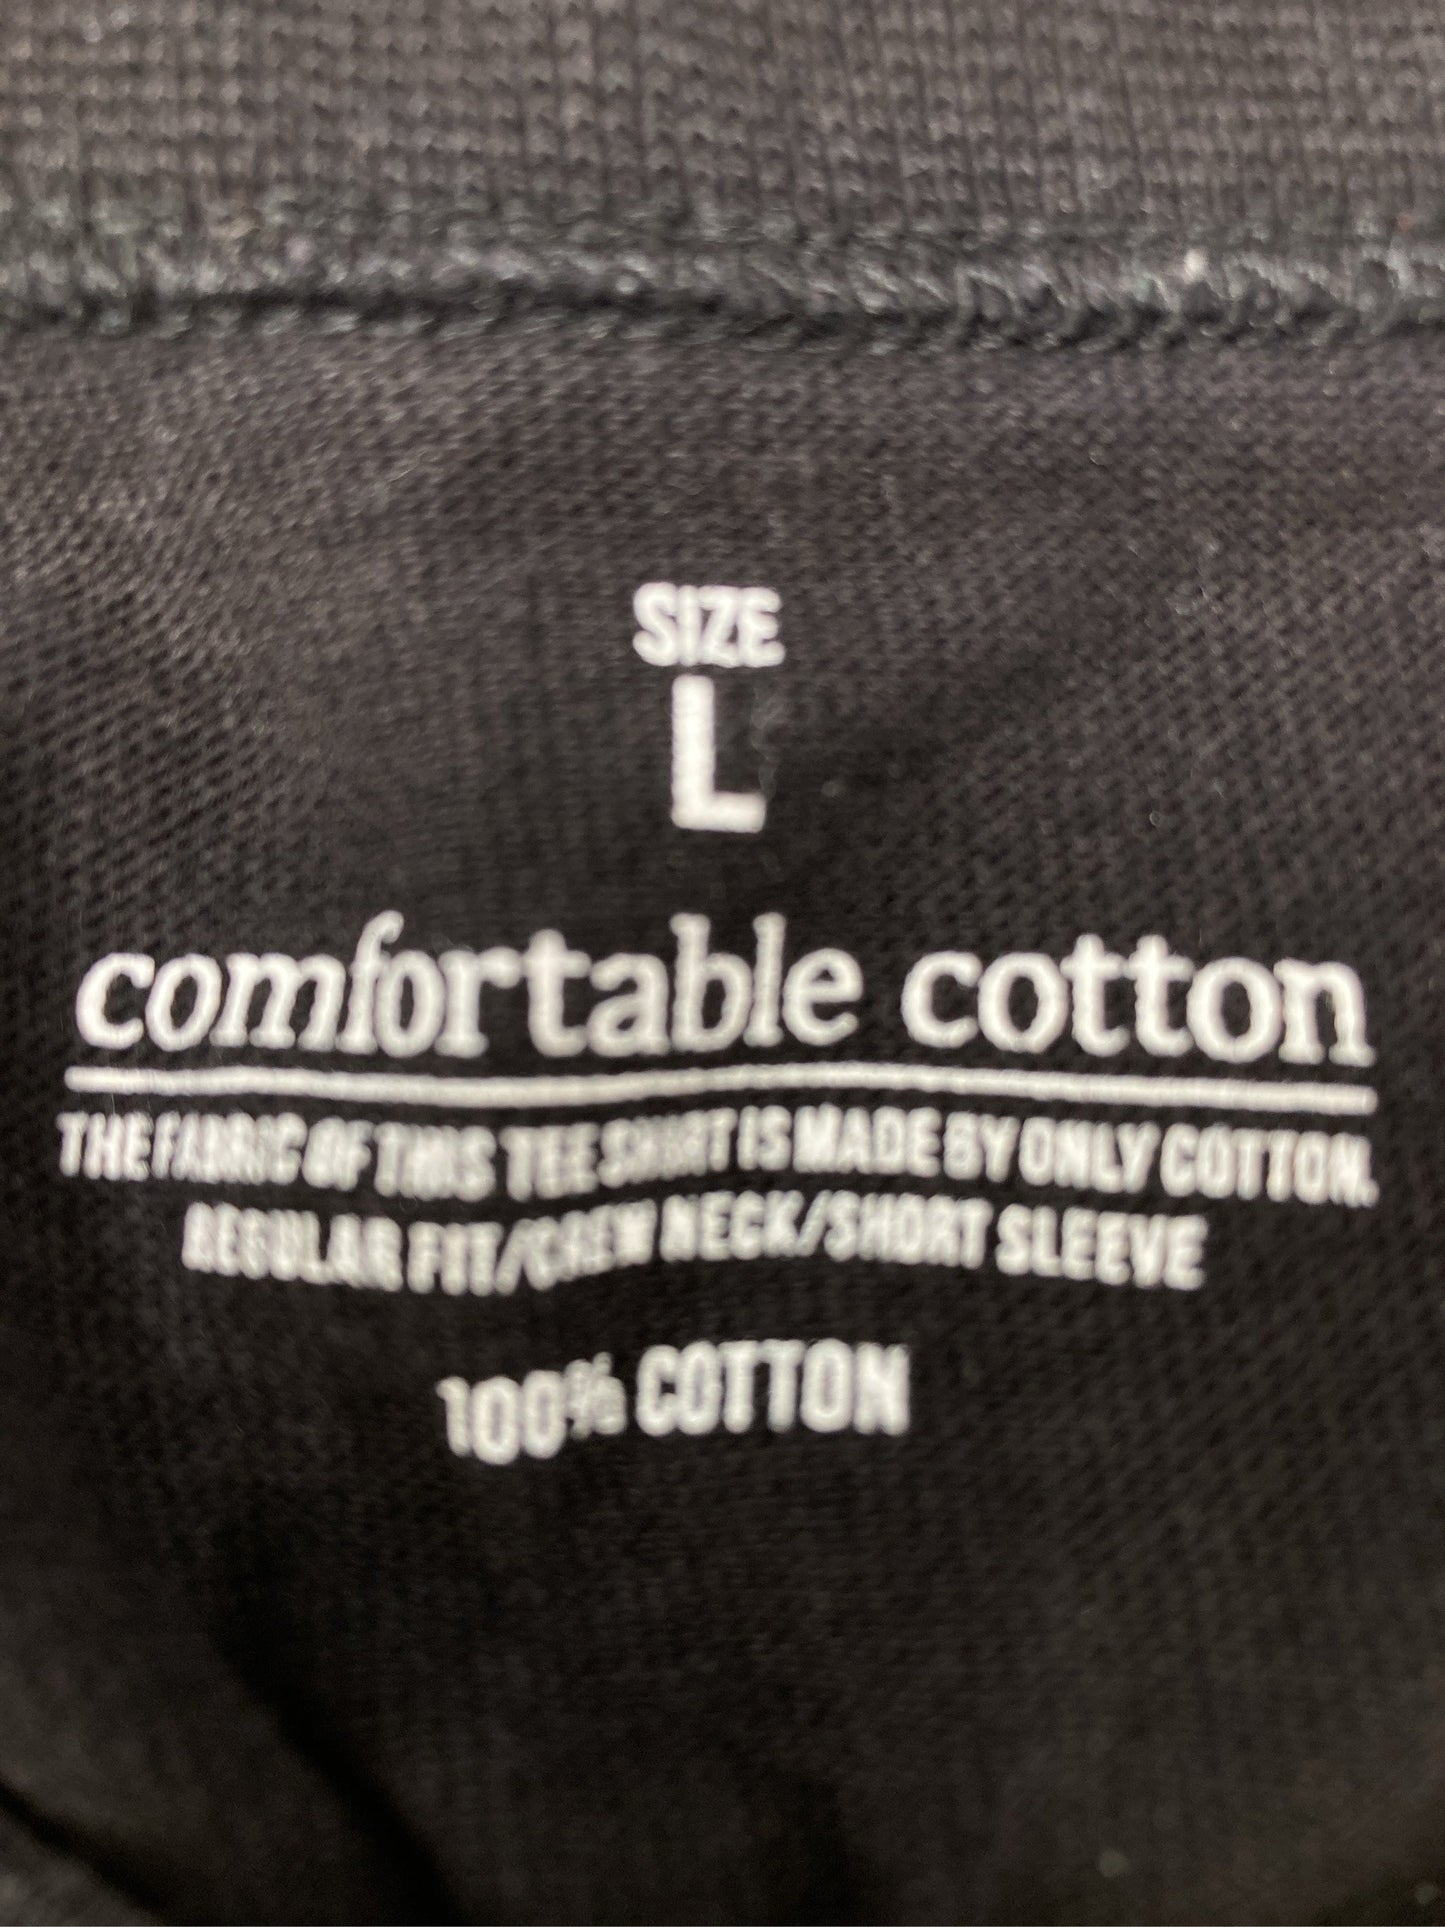 SIZE
L
comfortable cotton
THE FABRIC OF THIS TEE SHIRT IS MADE BY ONLY COTTON.
REGULAR FIT/CREW NECK/SHORT SLEEVE
100% COTTON